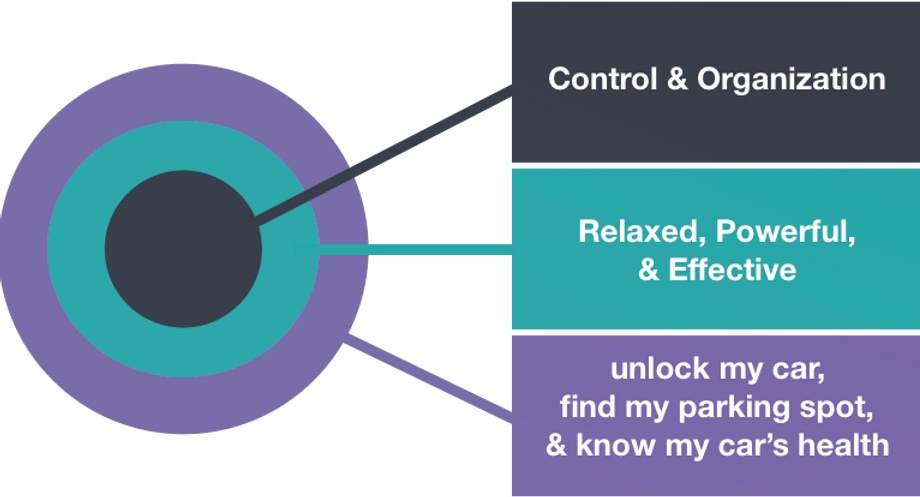 Control & Organization
Relaxed, Powerful,
& Effective
unlock my car,
find my parking spot,
& know my car’s health